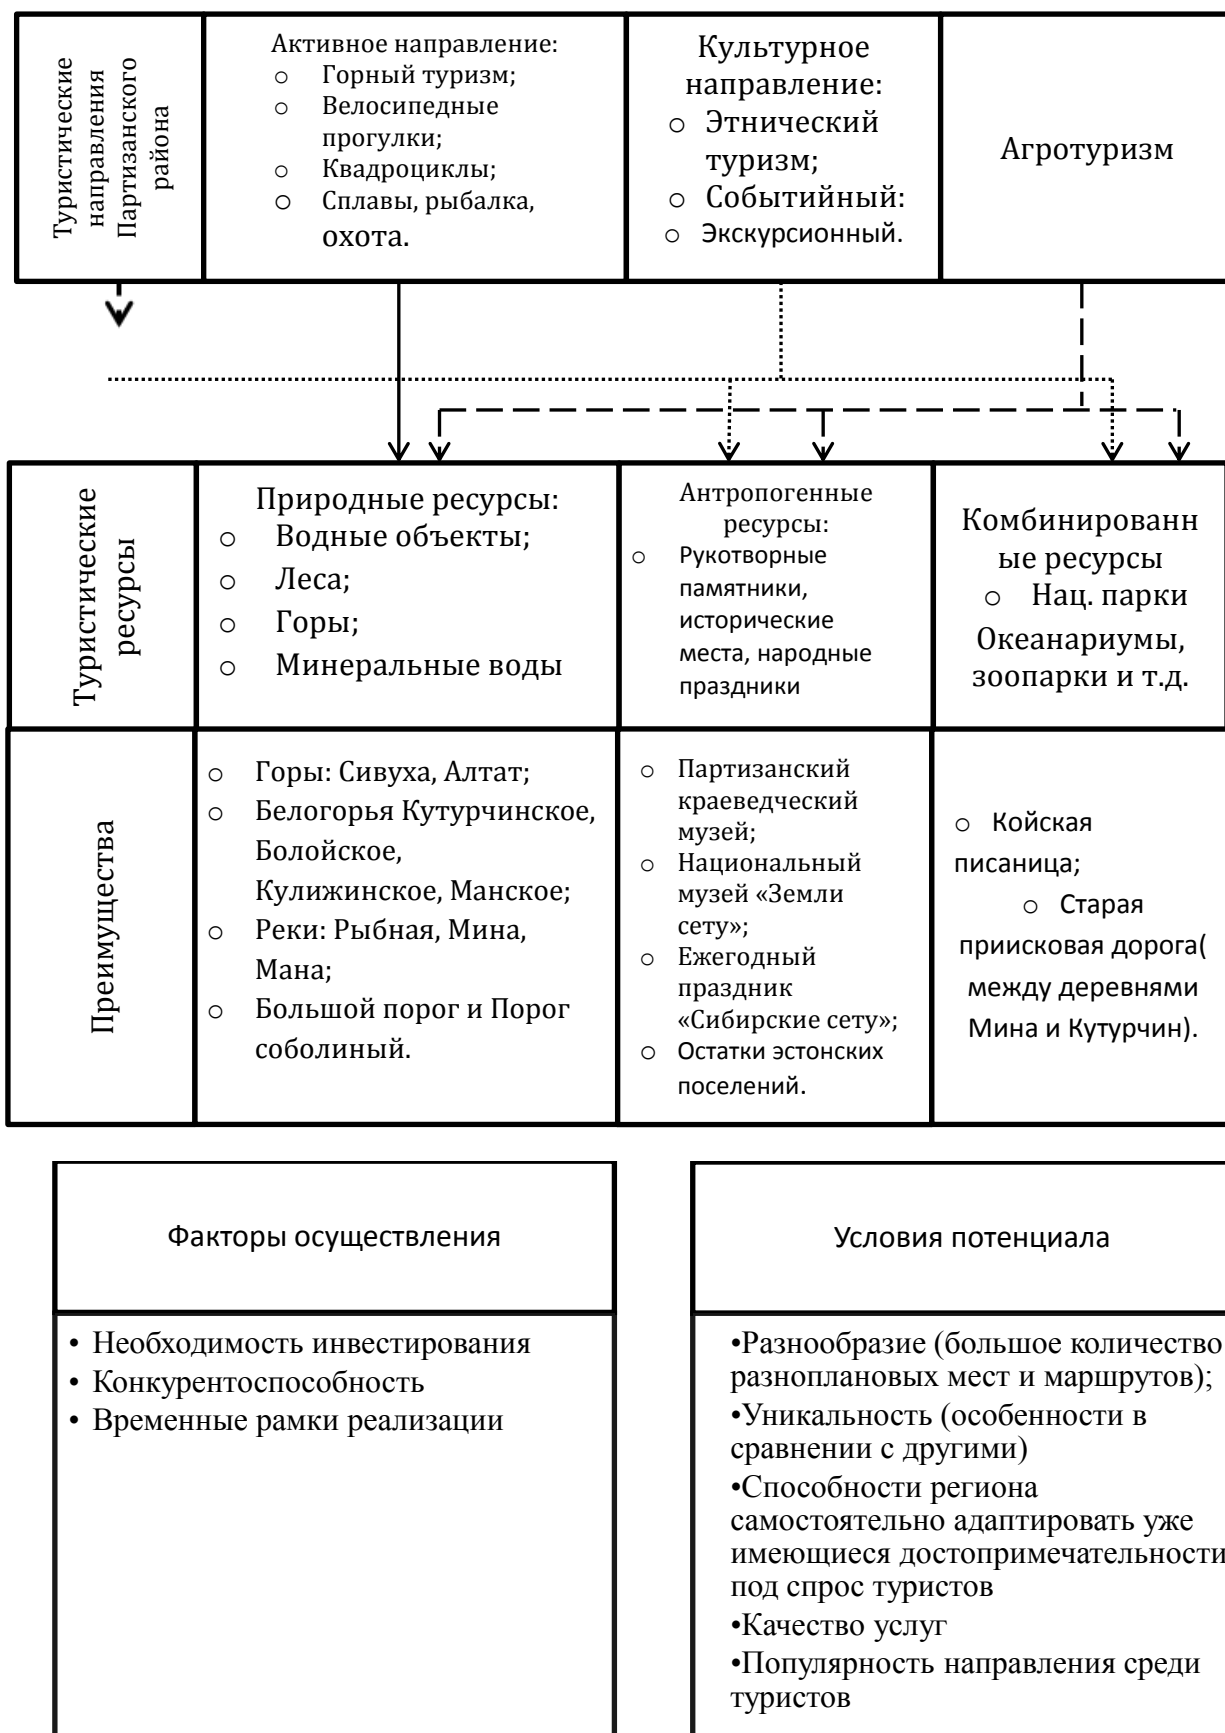 Туристические
направления
Партизанского
района
Активное направление:
o Горный туризм;
o Велосипедные
прогулки;
o Квадроциклы;
o Сплавы, рыбалка,
охота.
Культурное
направление:
o Этнический
туризм;
o Событийный:
o Экскурсионный.
Агротуризм
Туристические
ресурсы
Природные ресурсы:
o Водные объекты;
o Леса;
o Горы;
o Минеральные воды
Антропогенные
ресурсы:
o Рукотворные
памятники,
исторические
места, народные
праздники
Комбинированн
ые ресурсы
o Нац. парки
Океанариумы,
зоопарки и т.д.
Преимущества
o Горы: Сивуха, Алтат;
o Белогорья Кутурчинское,
Болойское,
Кулижинское, Манское;
o Реки: Рыбная, Мина,
Мана;
o Большой порог и Порог
соболиный.
o Партизанский
краеведческий
музей;
o Национальный
музей «Земли
сету»;
o Ежегодный
праздник
«Сибирские сету»;
o Остатки эстонских
поселений.
o Койская
писаница;
o Старая
приисковая дорога(
между деревнями
Мина и Кутурчин).
Факторы осуществления
• Необходимость инвестирования
• Конкурентоспособность
• Временные рамки реализации
Условия потенциала
•Разнообразие (большое количество
разноплановых мест и маршрутов);
•Уникальность (особенности в
сравнении с другими)
•Способности региона
самостоятельно адаптировать уже
имеющиеся достопримечательности
под спрос туристов
•Качество услуг
•Популярность направления среди
туристов